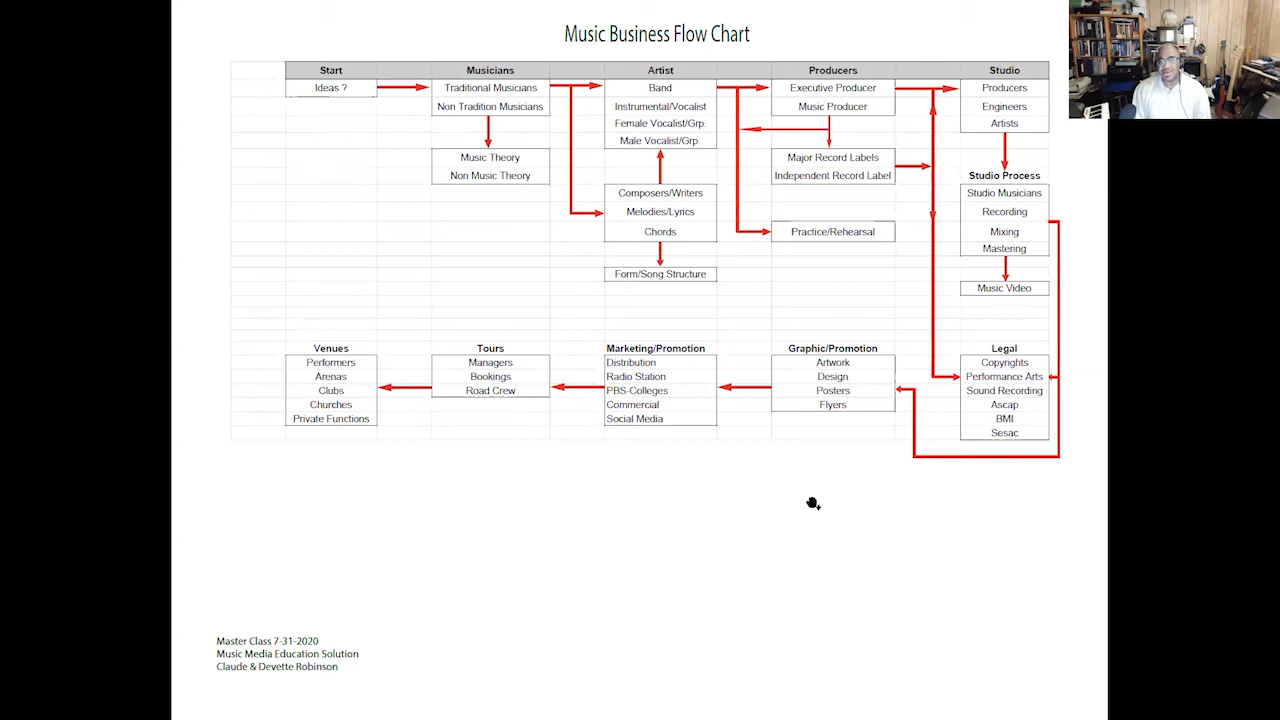 Music Business Flow Chart
Start
Musicians
Artist
Producers
Studio
Ideas ?
Traditional Musicians
Non Tradition Musicians
Band
Instrumental/Vocalist
Female Vocalist/Grp.
Male Vocalist/Grp.
Executive Producer
Music Producer
Producers
Engineers
Artists
Music Theory
Non Music Theory
Major Record Labels
Independent Record Label
Studio Process
Composers/Writers
Melodies/Lyrics
Chords
Practice/Rehearsal
Studio Musicians
Recording
Mixing
Mastering
Form/Song Structure
Music Video
Venues
Performers
Arenas
Clubs
Churches
Private Functions
Tours
Managers
Bookings
Road Crew
Marketing/Promotion
Distribution
Radio Station
PBS-Colleges
Commercial
Social Media
Graphic/Promotion
Artwork
Design
Posters
Flyers
Legal
Copyrights
Performance Arts
Sound Recording
Ascap
BMI
Sesac
Master Class 7-31-2020
Music Media Education Solution
Claude & Devette Robinson